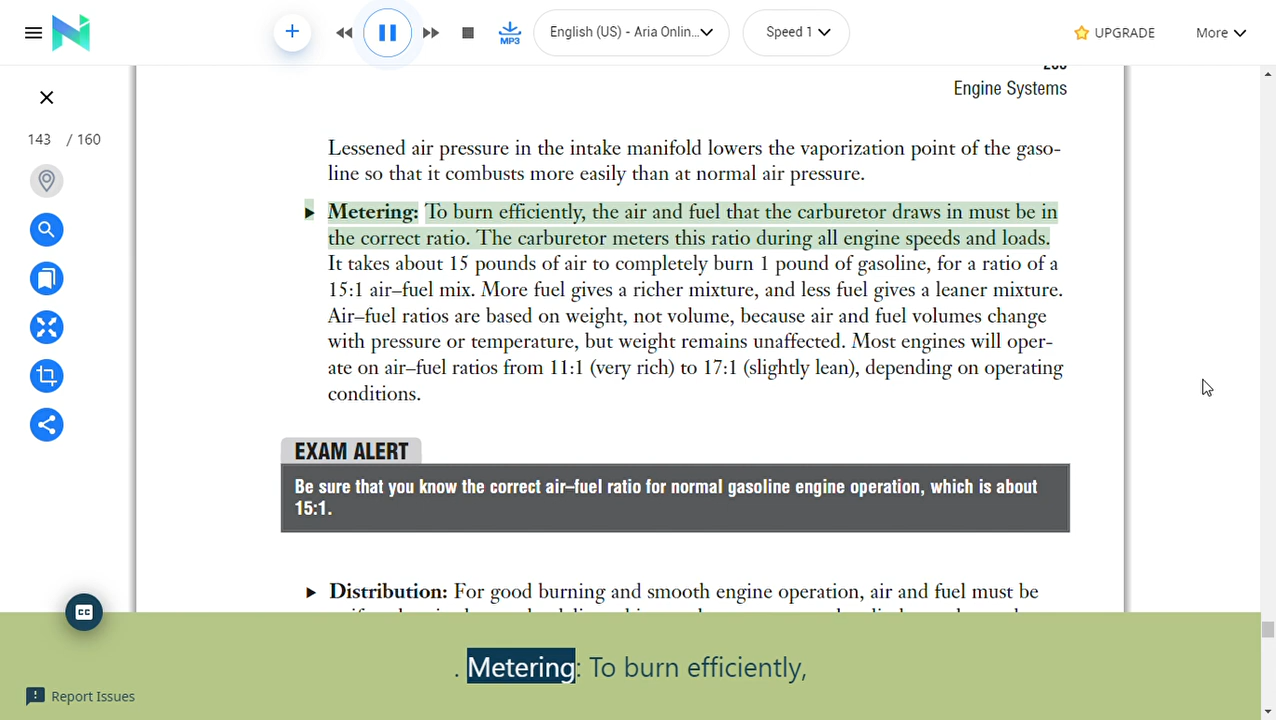 MP3
English (US) - Aria Onlin...
Speed 1
UPGRADE
More
143 / 160
Engine Systems
Lessened air pressure in the intake manifold lowers the vaporization point of the gaso-
line so that it combusts more easily than at normal air pressure.
▶ Metering: To burn efficiently, the air and fuel that the carburetor draws in must be in
the correct ratio. The carburetor meters this ratio during all engine speeds and loads.
It takes about 15 pounds of air to completely burn 1 pound of gasoline, for a ratio of a
15:1 air–fuel mix. More fuel gives a richer mixture, and less fuel gives a leaner mixture.
Air–fuel ratios are based on weight, not volume, because air and fuel volumes change
with pressure or temperature, but weight remains unaffected. Most engines will oper-
ate on air–fuel ratios from 11:1 (very rich) to 17:1 (slightly lean), depending on operating
conditions.
EXAM ALERT
Be sure that you know the correct air–fuel ratio for normal gasoline engine operation, which is about
15:1.
▶ Distribution: For good burning and smooth engine operation, air and fuel must be
CC
. Metering: To burn efficiently,
Report Issues